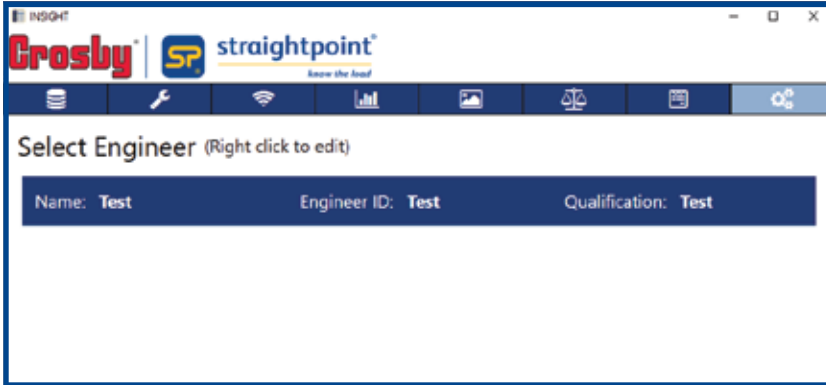 INSIGHT
Crosby SP straightpoint®
know the load
Select Engineer (Right click to edit)
Name: Test Engineer ID: Test Qualification: Test